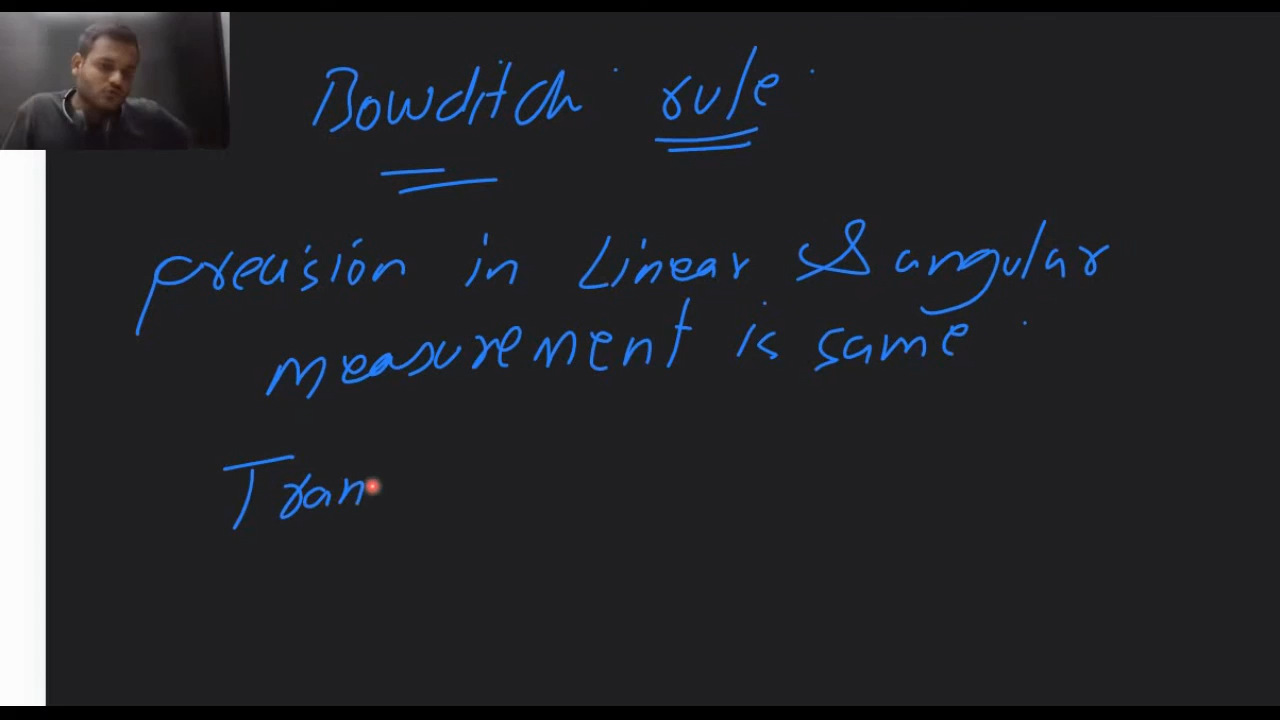 Bowditch rule
precision in Linear & angular
measurement is same
Tran